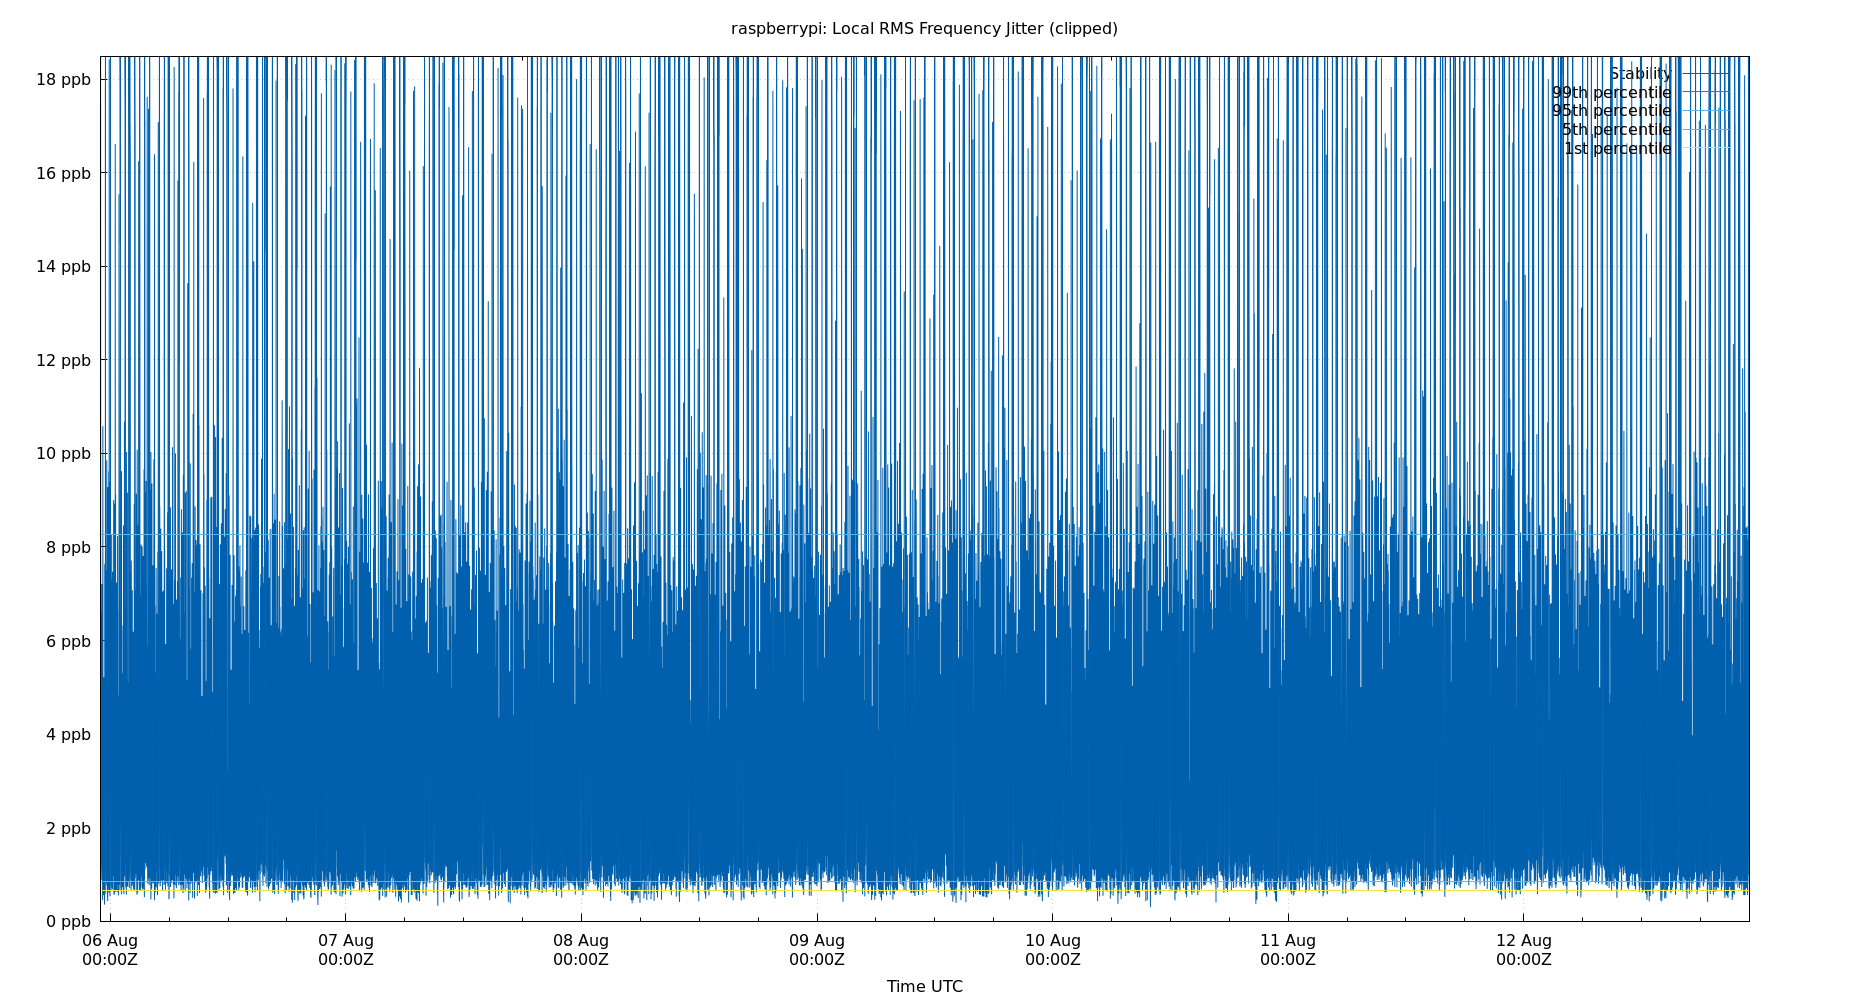 raspberrypi: Local RMS Frequency Jitter (clipped)
18 ppb
16 ppb
14 ppb
12 ppb
10 ppb
8 ppb
6 ppb
4 ppb
2 ppb
0 ppb
Stability
99th percentile
95th percentile
5th percentile
1st percentile
06 Aug 07 Aug 08 Aug 09 Aug 10 Aug 11 Aug 12 Aug
00:00Z 00:00Z 00:00Z 00:00Z 00:00Z 00:00Z 00:00Z
Time UTC